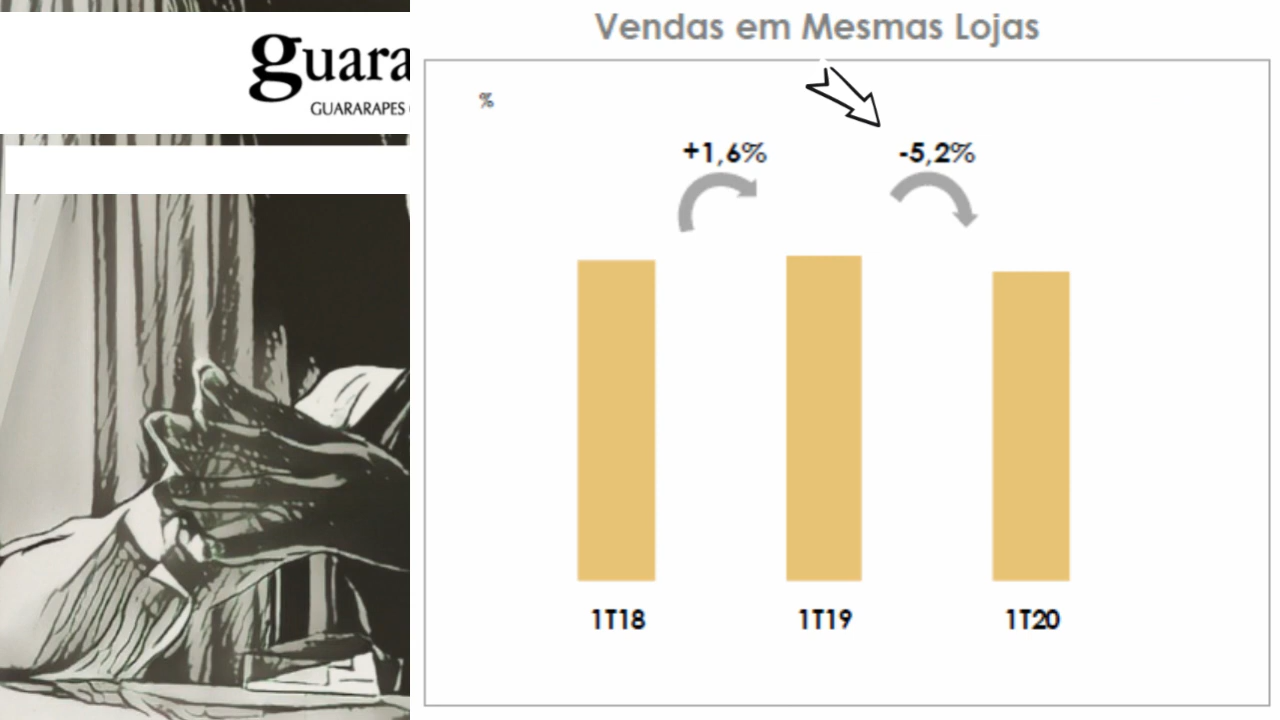 guara
GUARARAPES
Vendas em Mesmas Lojas
%
+1,6%
-5,2%
1T18
1T19
1T20